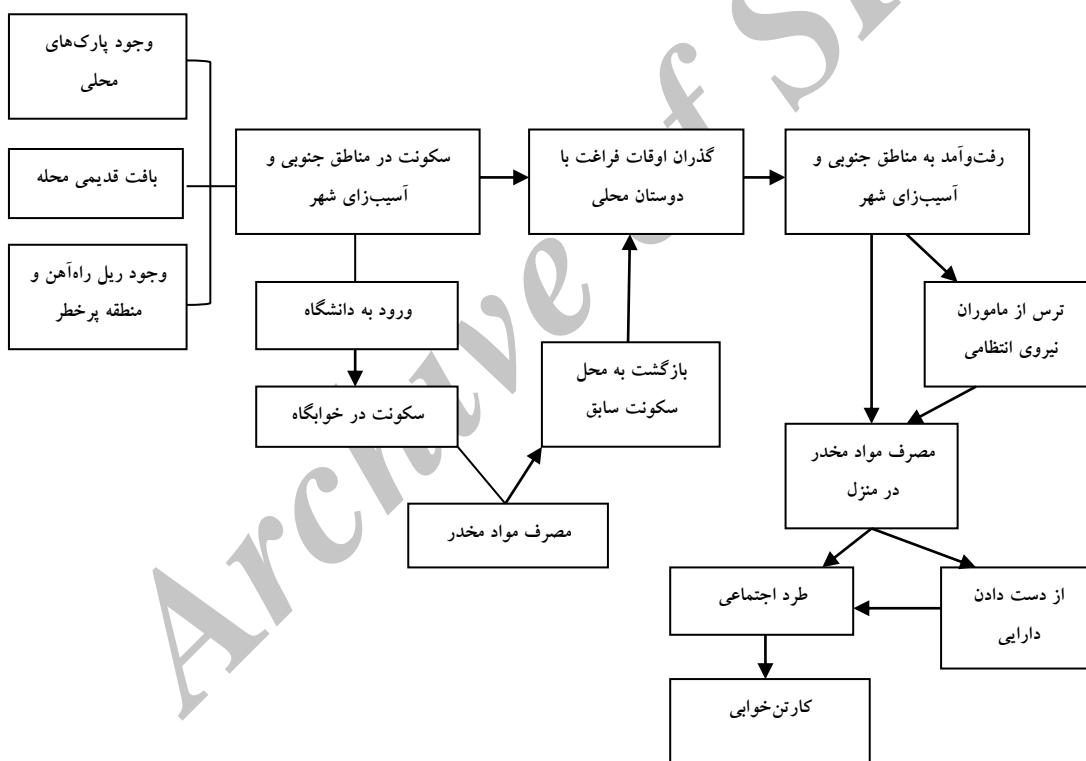 وجود پارک‌های
محلی
بافت قدیمی محله
وجود ریل راه‌آهن و
منطقه پرخطر
سکونت در مناطق جنوبی و
آسیب‌زای شهر
گذران اوقات فراغت با
دوستان محلی
رفت‌وآمد به مناطق جنوبی و
آسیب‌زای شهر
ورود به دانشگاه
سکونت در خوابگاه
مصرف مواد مخدر
بازگشت به محل
سکونت سابق
ترس از ماموران
نیروی انتظامی
مصرف مواد مخدر
در منزل
از دست دادن
دارایی
طرد اجتماعی
کارتن‌خوابی
Archive of S